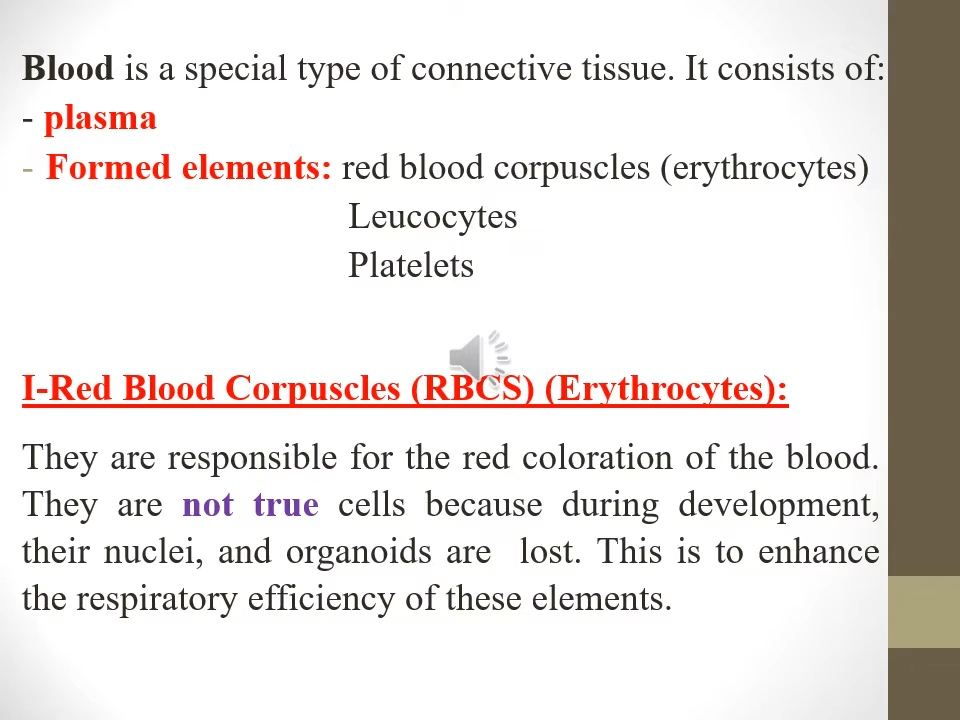 Blood is a special type of connective tissue. It consists of:
- plasma
- Formed elements: red blood corpuscles (erythrocytes)
Leucocytes
Platelets
I-Red Blood Corpuscles (RBCS) (Erythrocytes):
They are responsible for the red coloration of the blood.
They are not true cells because during development,
their nuclei, and organoids are lost. This is to enhance
the respiratory efficiency of these elements.